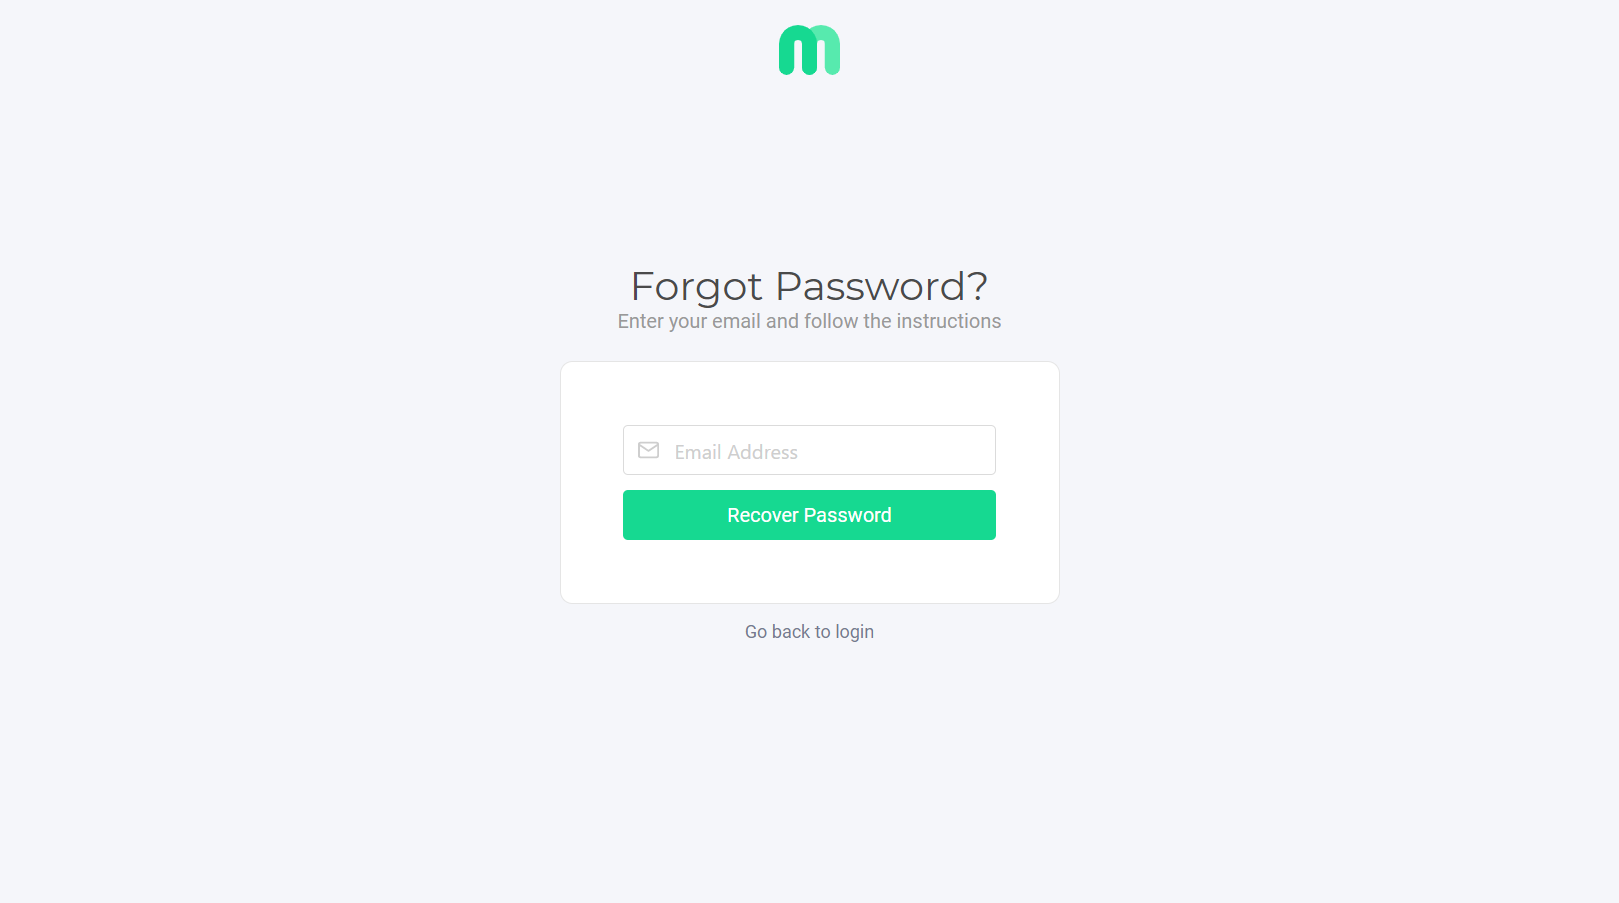 Forgot Password?
Enter your email and follow the instructions
Email Address
Recover Password
Go back to login